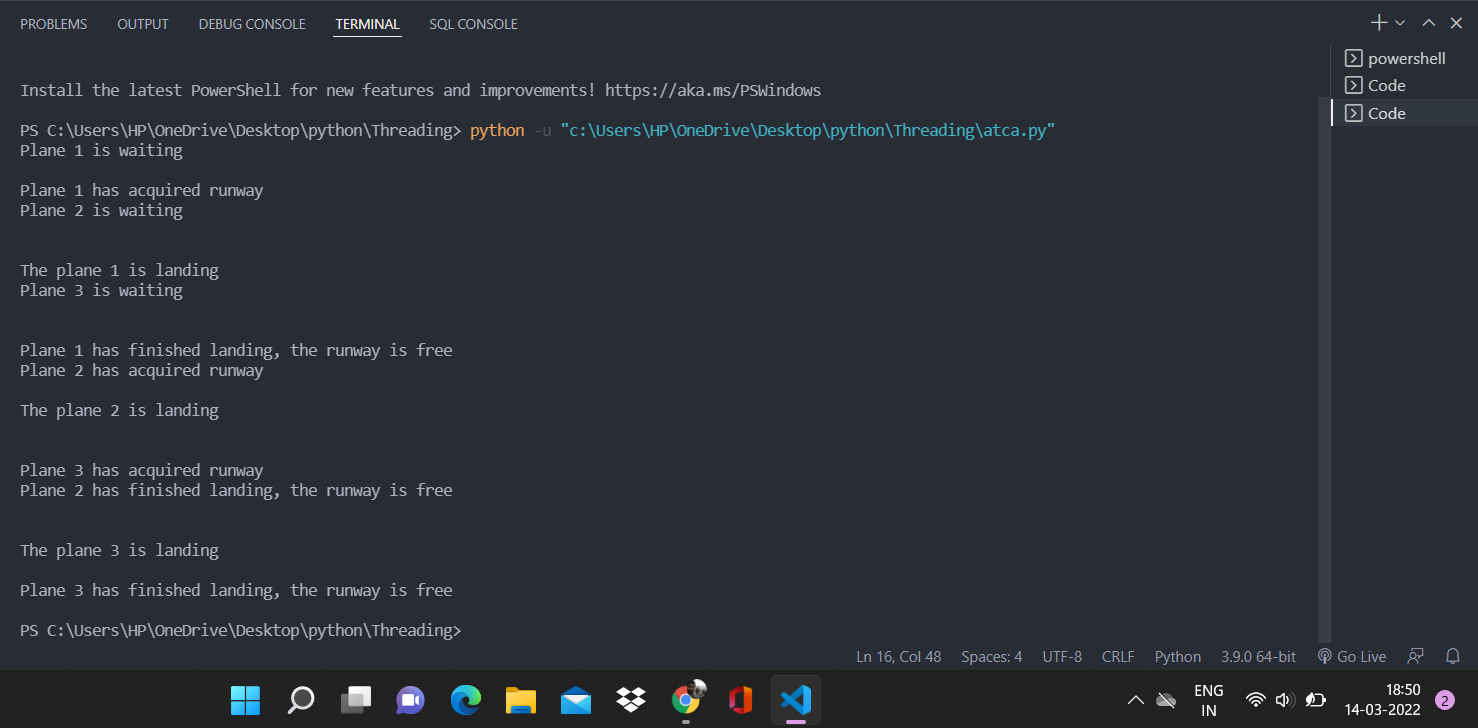 PROBLEMS OUTPUT DEBUG CONSOLE TERMINAL SQL CONSOLE
powershell
Code
Code
Install the latest PowerShell for new features and improvements! https://aka.ms/PSWindows
PS C:\Users\HP\OneDrive\Desktop\python\Threading> python -u "c:\Users\HP\OneDrive\Desktop\python\Threading\atca.py"
Plane 1 is waiting
Plane 1 has acquired runway
Plane 2 is waiting
The plane 1 is landing
Plane 3 is waiting
Plane 1 has finished landing, the runway is free
Plane 2 has acquired runway
The plane 2 is landing
Plane 3 has acquired runway
Plane 2 has finished landing, the runway is free
The plane 3 is landing
Plane 3 has finished landing, the runway is free
PS C:\Users\HP\OneDrive\Desktop\python\Threading>
Ln 16, Col 48 Spaces: 4 UTF-8 CRLF Python 3.9.0 64-bit Go Live
ENG
IN
18:50
14-03-2022
2